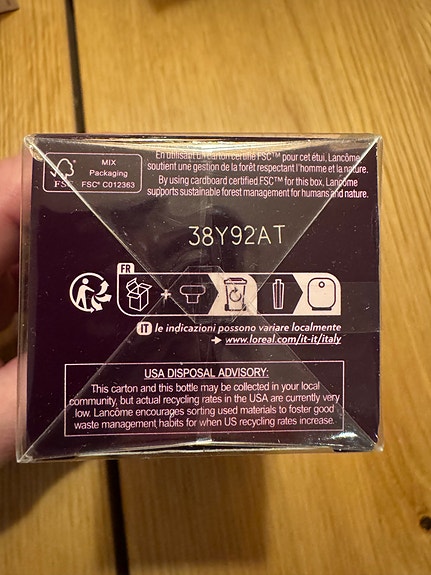 En utilisant un carton certifié FSC™ pour cet étui, Lancôme
soutient une gestion de la forêt respectant l'homme et la nature.
MIX
Packaging
FSC
FSC® C012363
By using cardboard certified FSC™ for this box, Lancôme
supports sustainable forest management for humans and nature.
38Y92AT
FR
+
IT le indicazioni possono variare localmente
www.loreal.com/it-it/italy
USA DISPOSAL ADVISORY:
This carton and this bottle may be collected in your local
community, but actual recycling rates in the USA are currently very
low. Lancôme encourages sorting used materials to foster good
waste management habits for when US recycling rates increase.